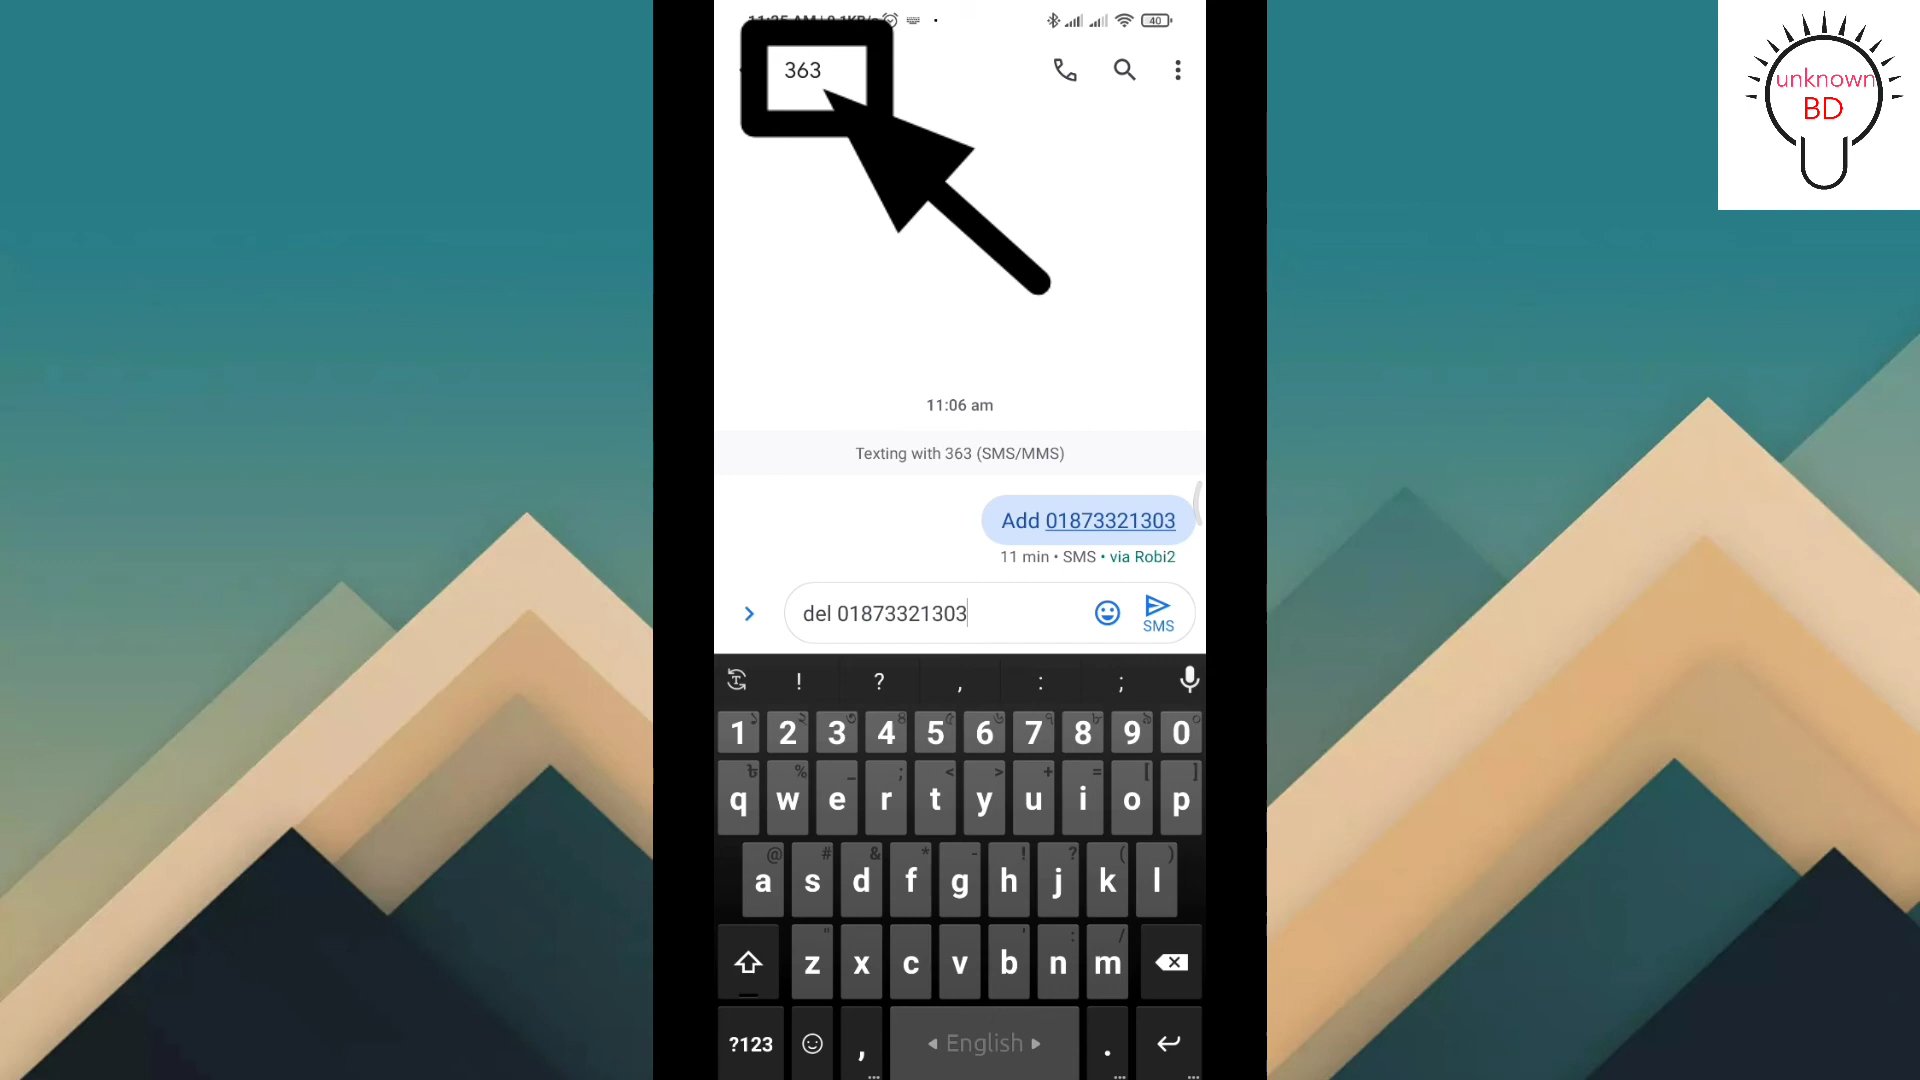 40
363
unknown
BD
11:06 am
Texting with 363 (SMS/MMS)
Add 01873321303
11 min • SMS • via Robi2
del 01873321303
SMS
! ? , : ;
1 2 3 4 5 6 7 8 9 0
q w e r t y u i o p
a s d f g h j k l
z x c v b n m
?123 , English .